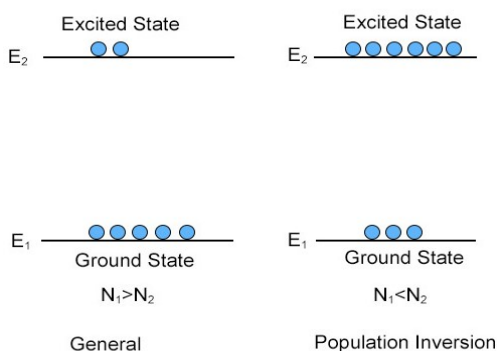 Excited State
E₂
E₁
Ground State
N₁>N₂
General
Excited State
E₂
E₁
Ground State
N₁<N₂
Population Inversion